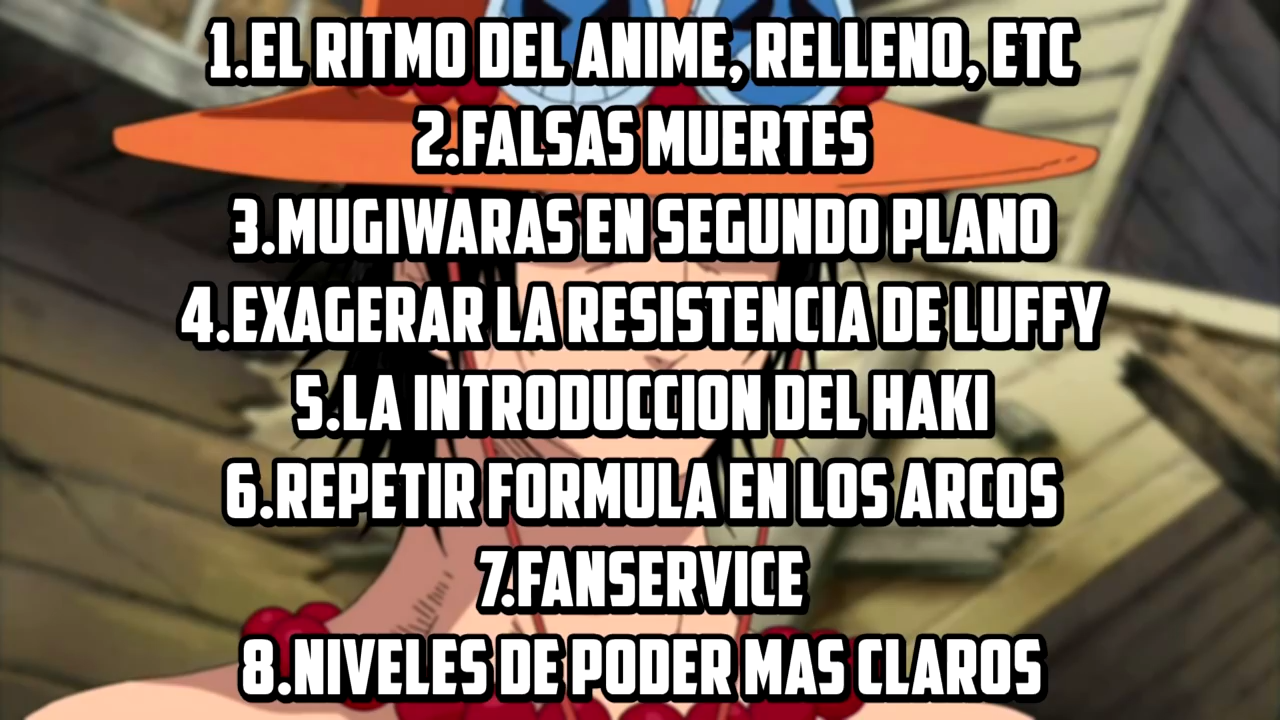 1.EL RITMO DEL ANIME, RELLENO, ETC
2.FALSAS MUERTES
3.MUGIWARAS EN SEGUNDO PLANO
4.EXAGERAR LA RESISTENCIA DE LUFFY
5.LA INTRODUCCION DEL HAKI
6.REPETIR FORMULA EN LOS ARCOS
7.FANSERVICE
8.NIVELES DE PODER MAS CLAROS